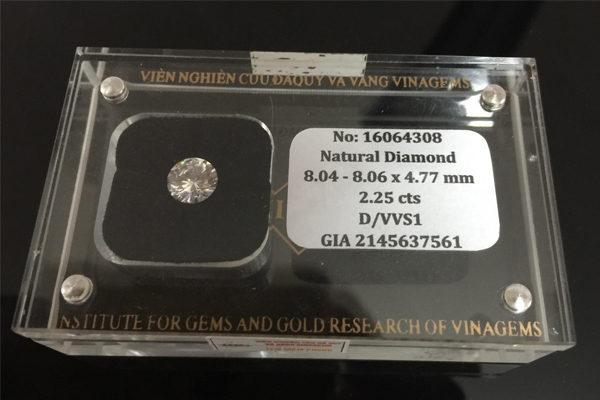 VIỆN NGHIÊN CỨU ĐÁ QUÝ VÀ VÀNG VINAGEMS
No: 16064308
Natural Diamond
8.04 - 8.06 x 4.77 mm
2.25 cts
D/VVS1
GIA 2145637561
INSTITUTE FOR GEMS AND GOLD RESEARCH OF VINAGEMS